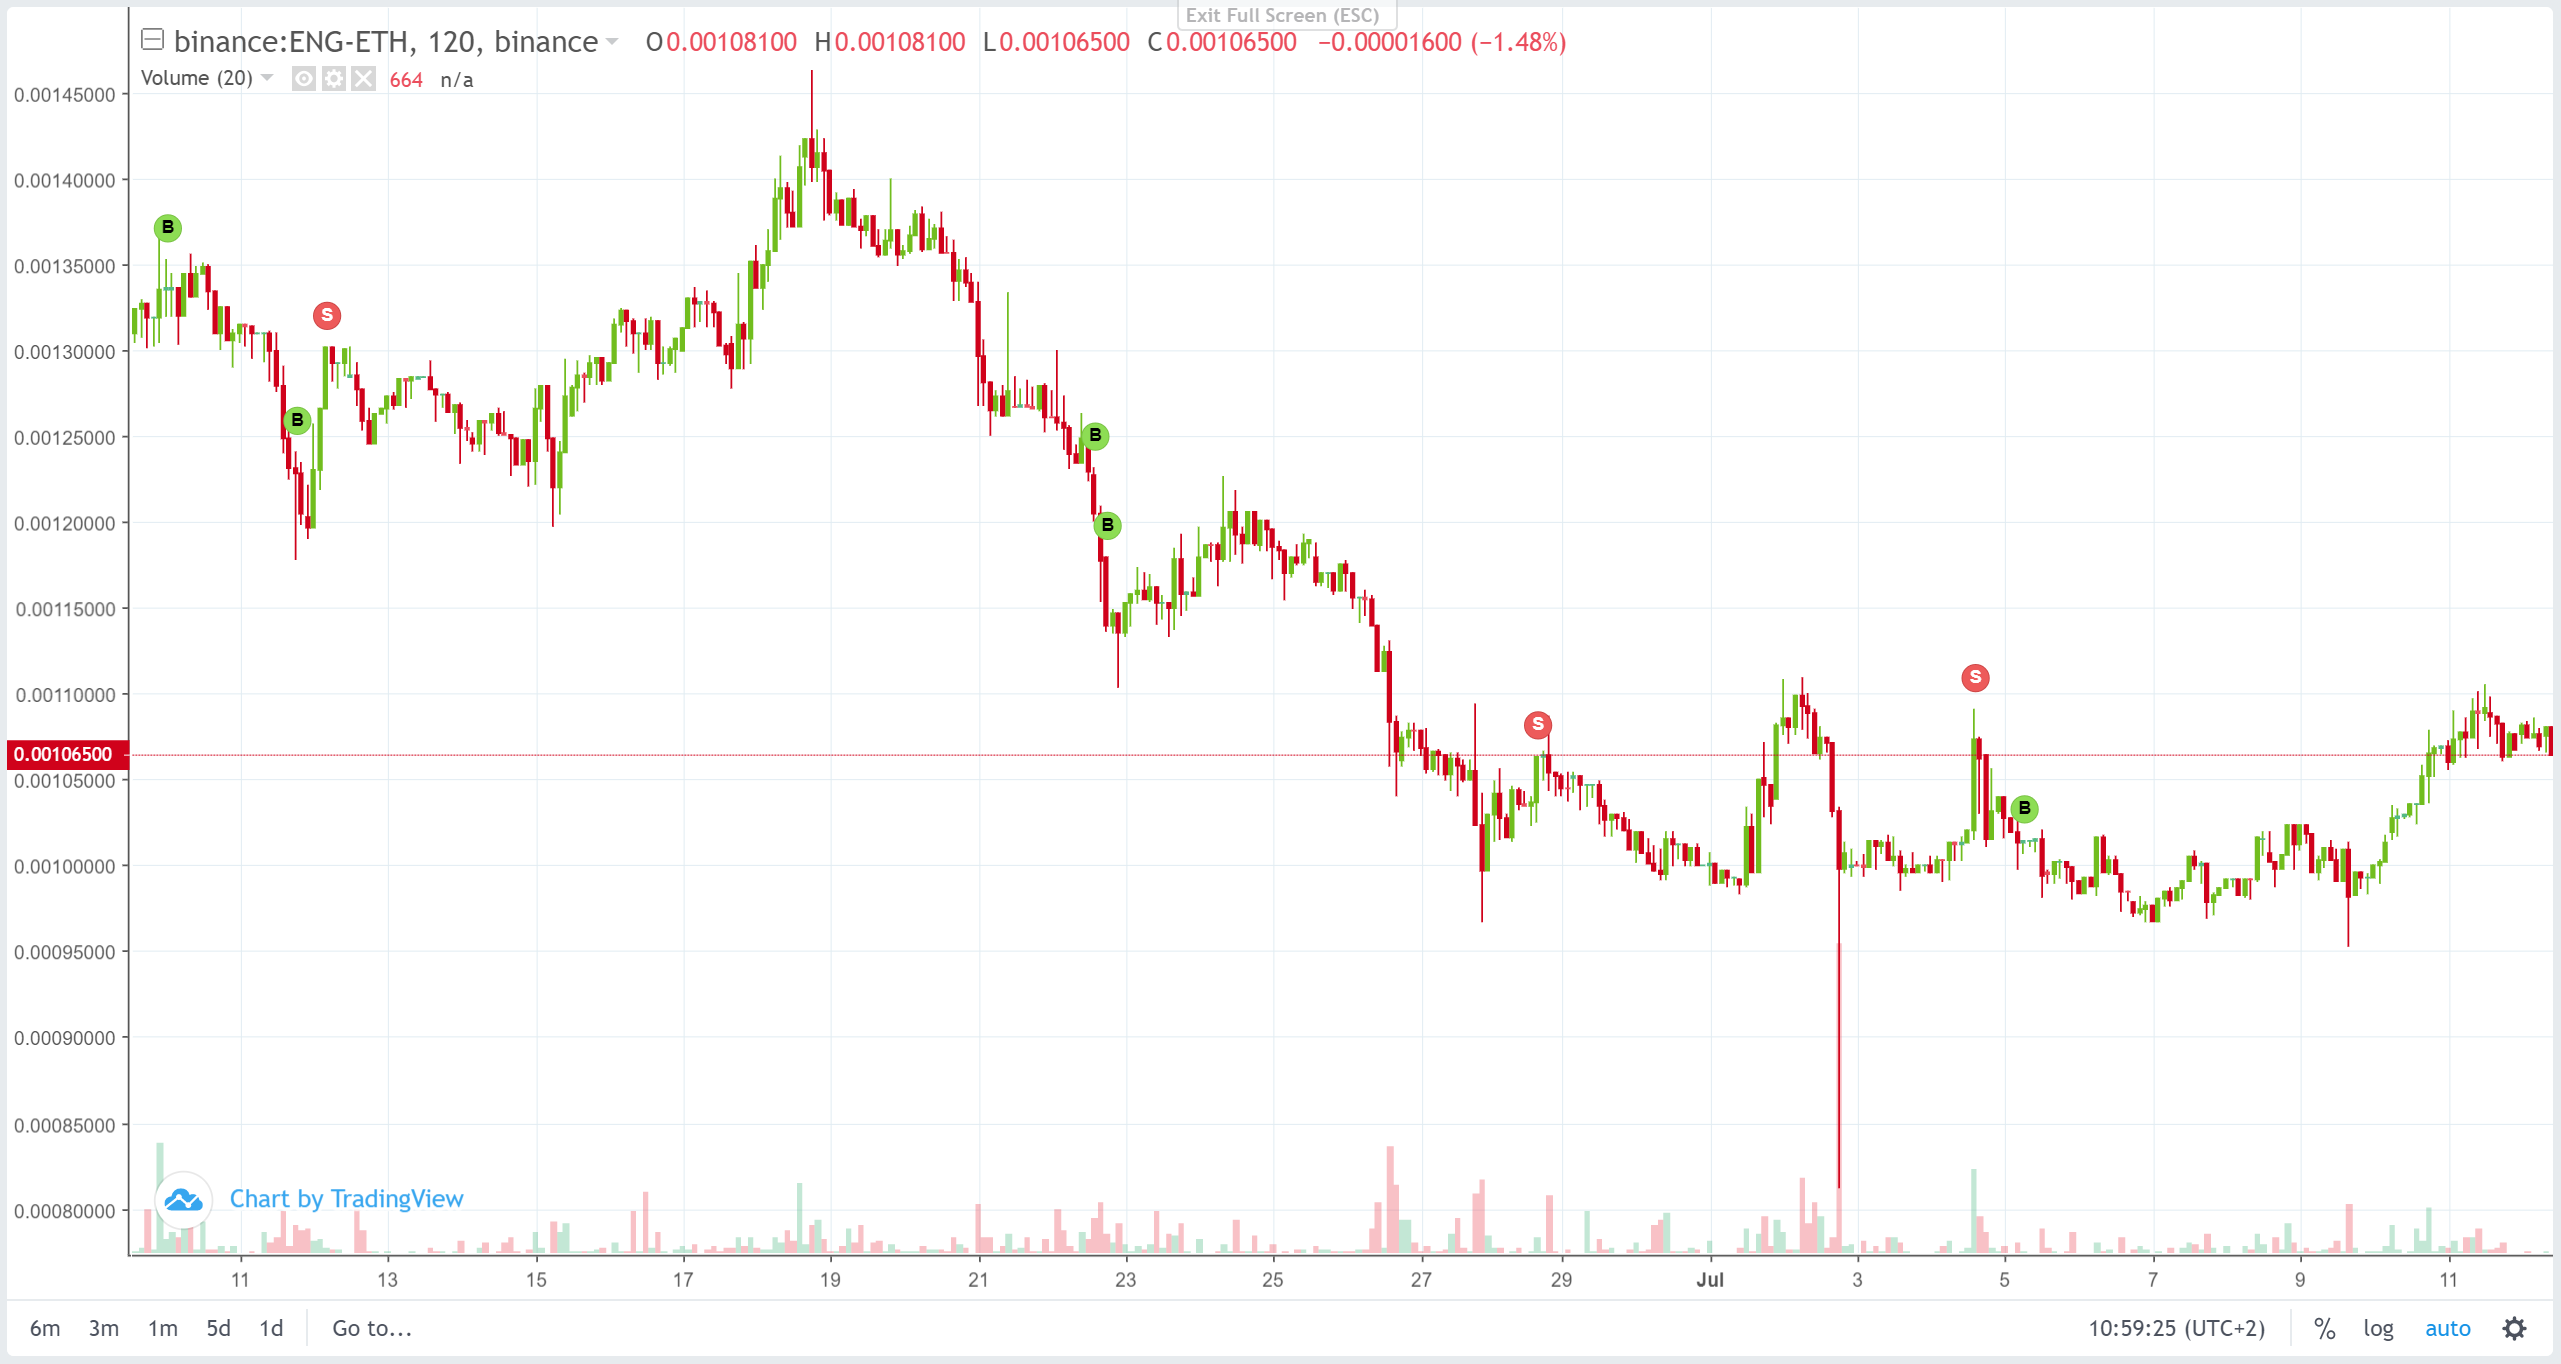 Exit Full Screen (ESC)
binance:ENG-ETH, 120, binance O0.00108100 H0.00108100 L0.00106500 C0.00106500 −0.00001600 (−1.48%)
Volume (20) 664 n/a
0.00145000
0.00140000
B
0.00135000
S
0.00130000
B
B
0.00125000
B
0.00120000
0.00115000
0.00110000
S
S
0.00106500
0.00105000
B
0.00100000
0.00095000
0.00090000
0.00085000
Chart by TradingView
0.00080000
11 13 15 17 19 21 23 25 27 29 Jul 3 5 7 9 11
6m 3m 1m 5d 1d Go to... 10:59:25 (UTC+2) % log auto